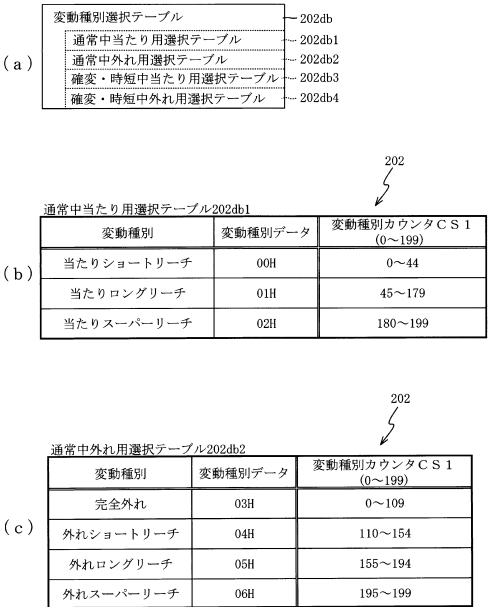 (a)
変動種別選択テーブル 202db
通常中当たり用選択テーブル 202db1
通常中外れ用選択テーブル 202db2
確変・時短中当たり用選択テーブル 202db3
確変・時短中外れ用選択テーブル 202db4
202
(b)
通常中当たり用選択テーブル202db1
変動種別 変動種別データ 変動種別カウンタCS1
(0～199)
当たりショートリーチ 00H 0～44
当たりロングリーチ 01H 45～179
当たりスーパーリーチ 02H 180～199
202
(c)
通常中外れ用選択テーブル202db2
変動種別 変動種別データ 変動種別カウンタCS1
(0～199)
完全外れ 03H 0～109
外れショートリーチ 04H 110～154
外れロングリーチ 05H 155～194
外れスーパーリーチ 06H 195～199